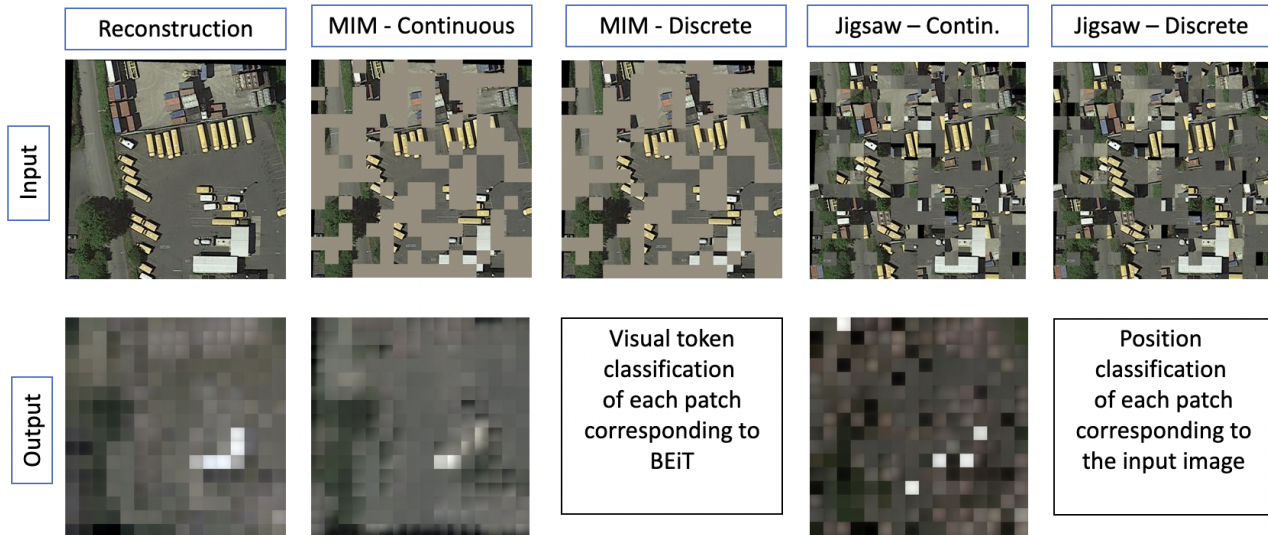 Reconstruction
MIM - Continuous
MIM - Discrete
Jigsaw – Contin.
Jigsaw – Discrete
Input
Output
Visual token
classification
of each patch
corresponding to
BEiT
Position
classification
of each patch
corresponding to
the input image